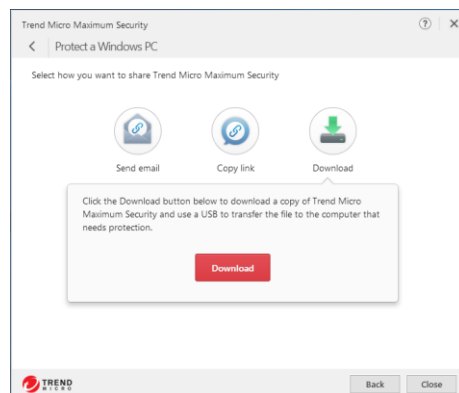 Trend Micro Maximum Security
?
Protect a Windows PC
Select how you want to share Trend Micro Maximum Security
Send email Copy link Download
Click the Download button below to download a copy of Trend Micro
Maximum Security and use a USB to transfer the file to the computer that
needs protection.
Download
TREND
MICRO
Back Close